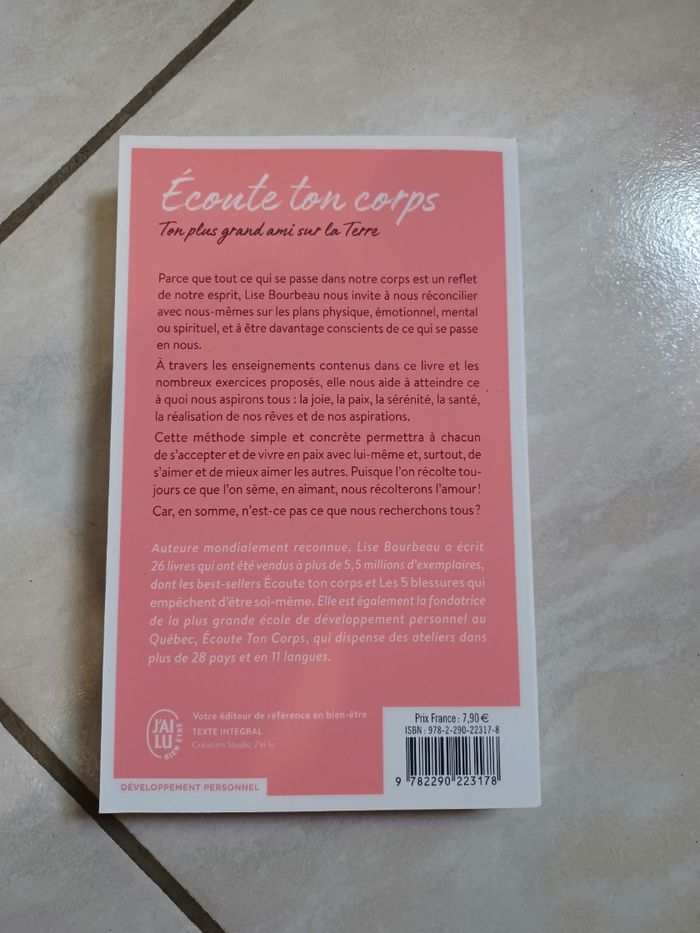 Écoute ton corps
Ton plus grand ami sur la Terre
Parce que tout ce qui se passe dans notre corps est un reflet
de notre esprit, Lise Bourbeau nous invite à nous réconcilier
avec nous-mêmes sur les plans physique, émotionnel, mental
ou spirituel, et à être davantage conscients de ce qui se passe
en nous.
À travers les enseignements contenus dans ce livre et les
nombreux exercices proposés, elle nous aide à atteindre ce
à quoi nous aspirons tous : la joie, la paix, la sérénité, la santé,
la réalisation de nos rêves et de nos aspirations.
Cette méthode simple et concrète permettra à chacun
de s'accepter et de vivre en paix avec lui-même et, surtout, de
s'aimer et de mieux aimer les autres. Puisque l'on récolte tou-
jours ce que l'on sème, en aimant, nous récolterons l'amour !
Car, en somme, n'est-ce pas ce que nous recherchons tous ?
Auteure mondialement reconnue, Lise Bourbeau a écrit
26 livres qui ont été vendus à plus de 5,5 millions d'exemplaires,
dont les best-sellers Écoute ton corps et Les 5 blessures qui
empêchent d'être soi-même. Elle est également la fondatrice
de la plus grande école de développement personnel au
Québec, Écoute Ton Corps, qui dispense des ateliers dans
plus de 28 pays et en 11 langues.
J'AI
LU
BIEN ÊTRE
Votre éditeur de référence en bien-être
TEXTE INTÉGRAL
Création Studio J'ai lu
Prix France : 7,90 €
ISBN : 978-2-290-22317-8
9 782290 223178
DÉVELOPPEMENT PERSONNEL